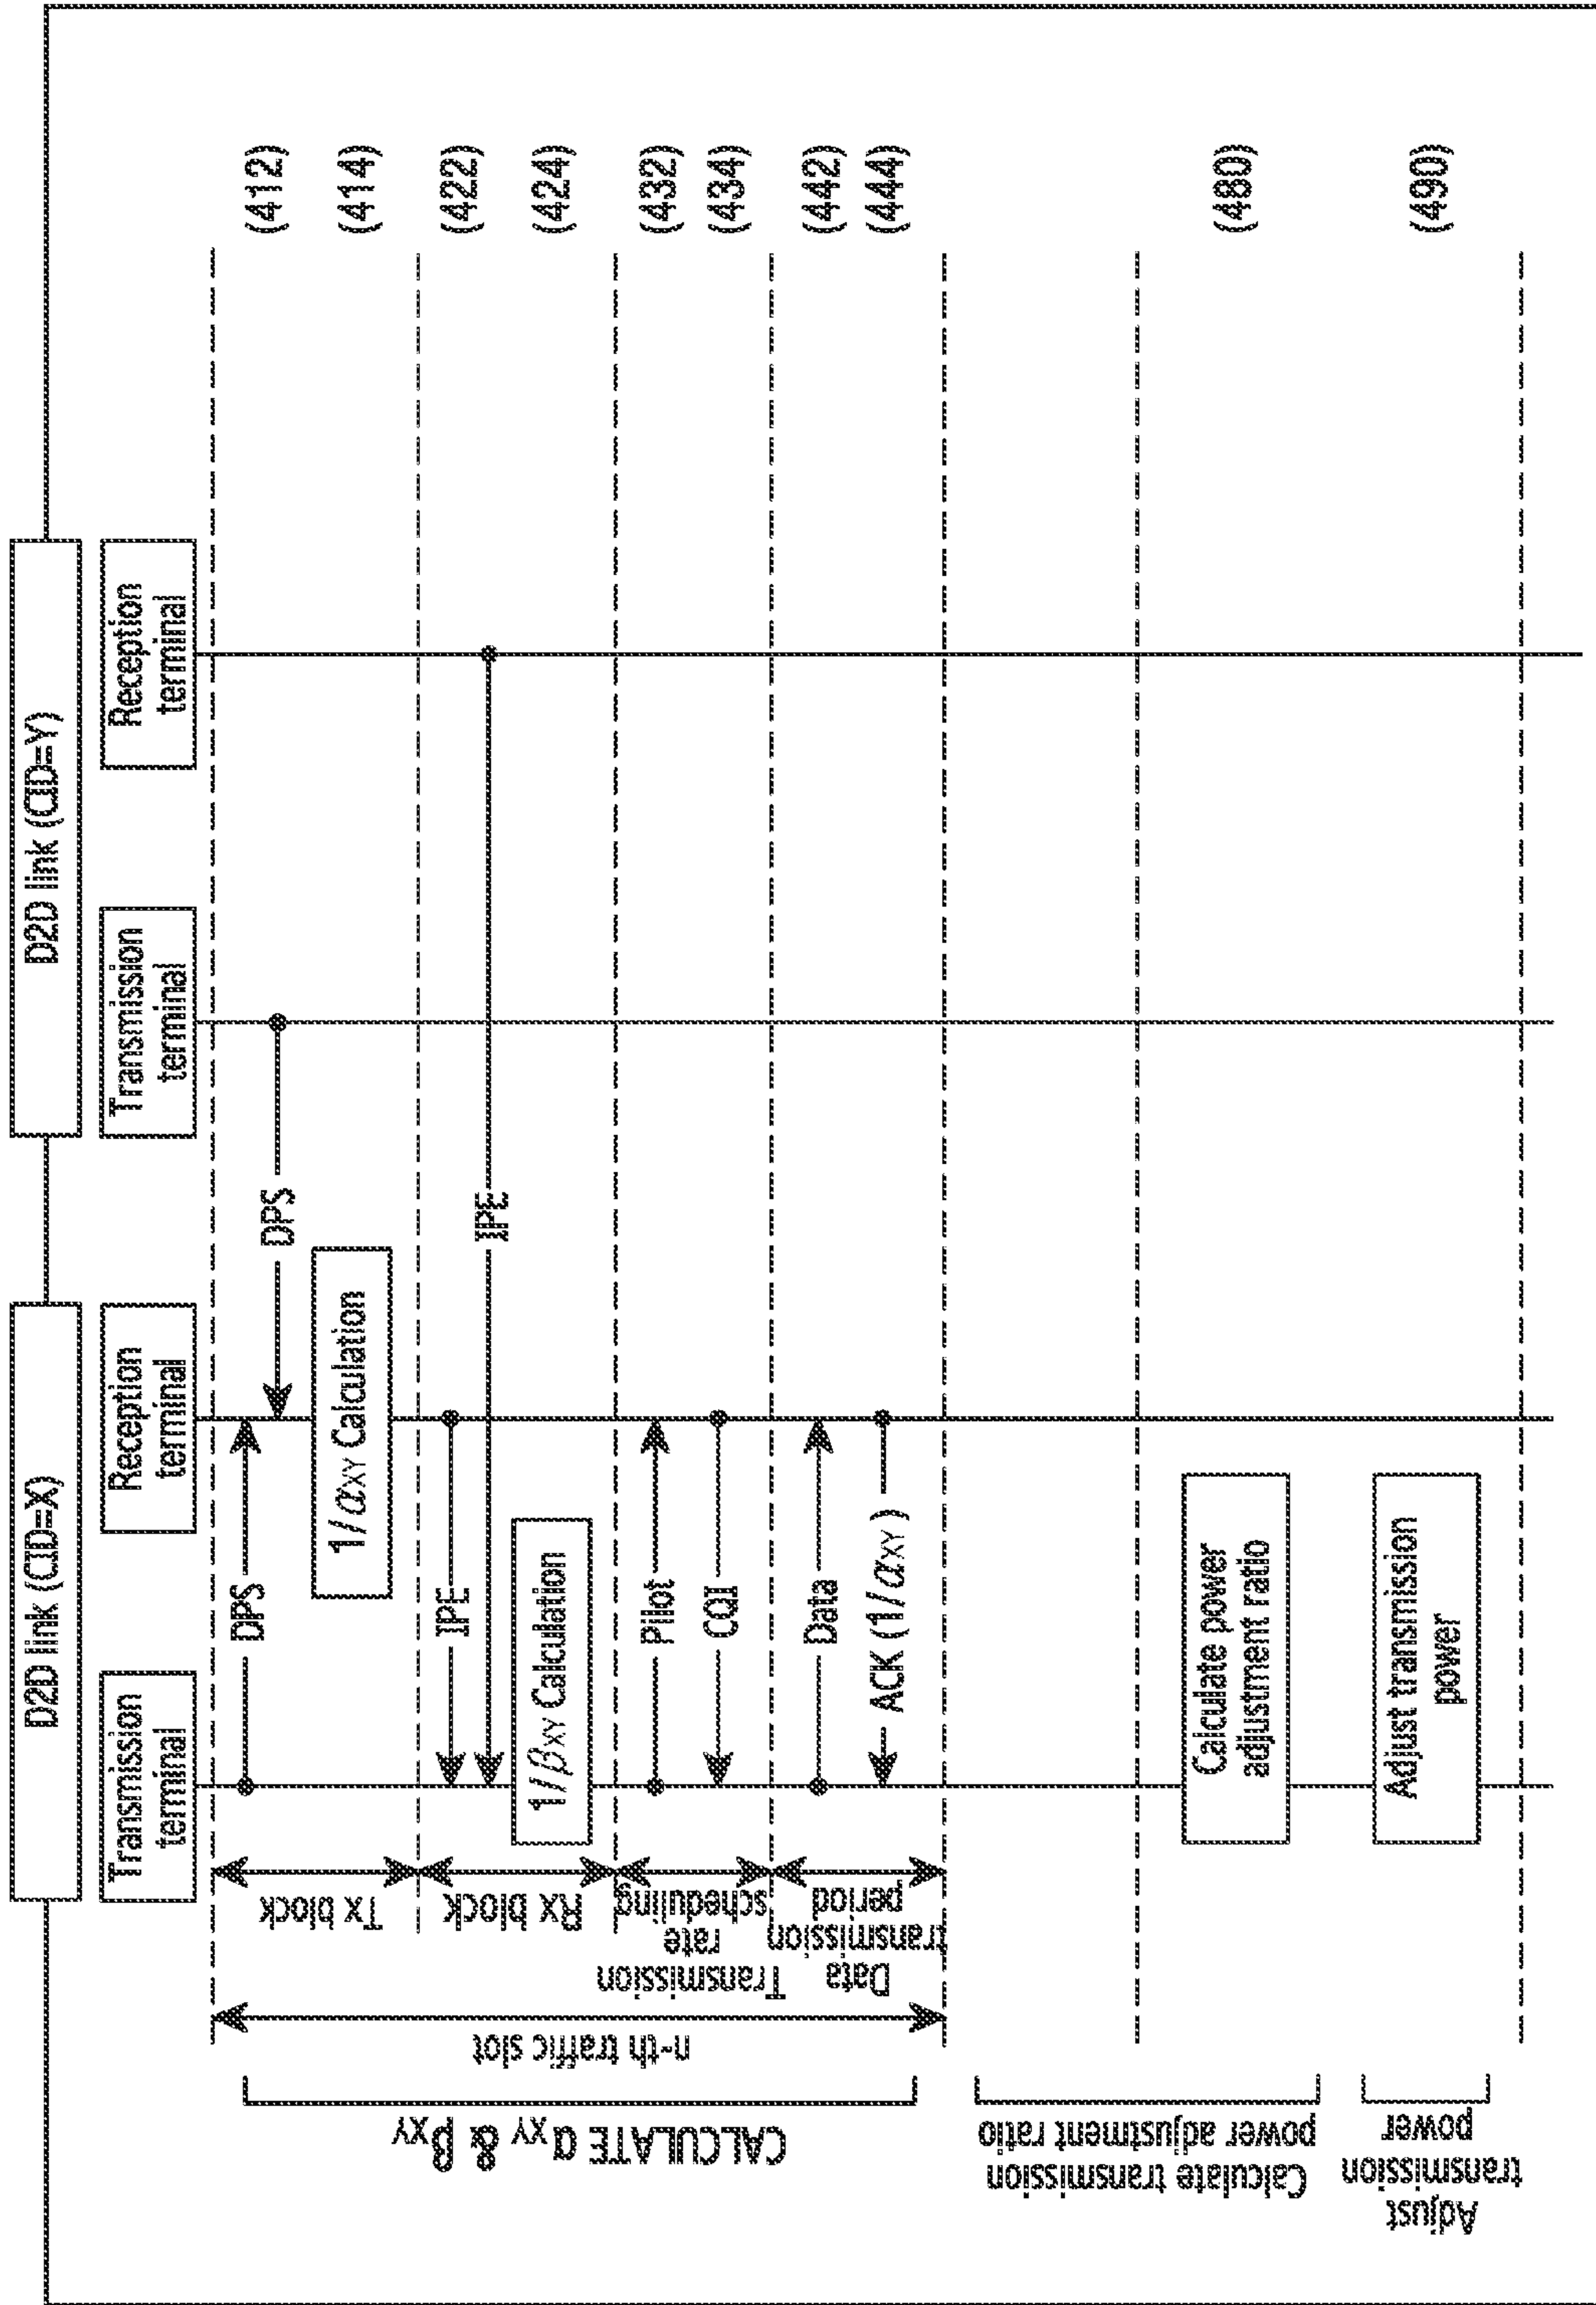 D2D link (CID=X)
D2D link (CID=Y)
Transmission
terminal
Reception
terminal
Transmission
terminal
Reception
terminal
CALCULATE αXY & βXY
n-th traffic slot
Tx block
DPS
DPS
(412)
1/αXY Calculation
(414)
Rx block
IPE
IPE
(422)
1/βXY Calculation
(424)
Transmission
rate
scheduling
Pilot
(432)
CQI
(434)
Data
transmission
period
Data
(442)
ACK (1/αXY)
(444)
Calculate transmission
power adjustment ratio
Calculate power
adjustment ratio
(480)
Adjust
transmission
power
Adjust transmission
power
(490)